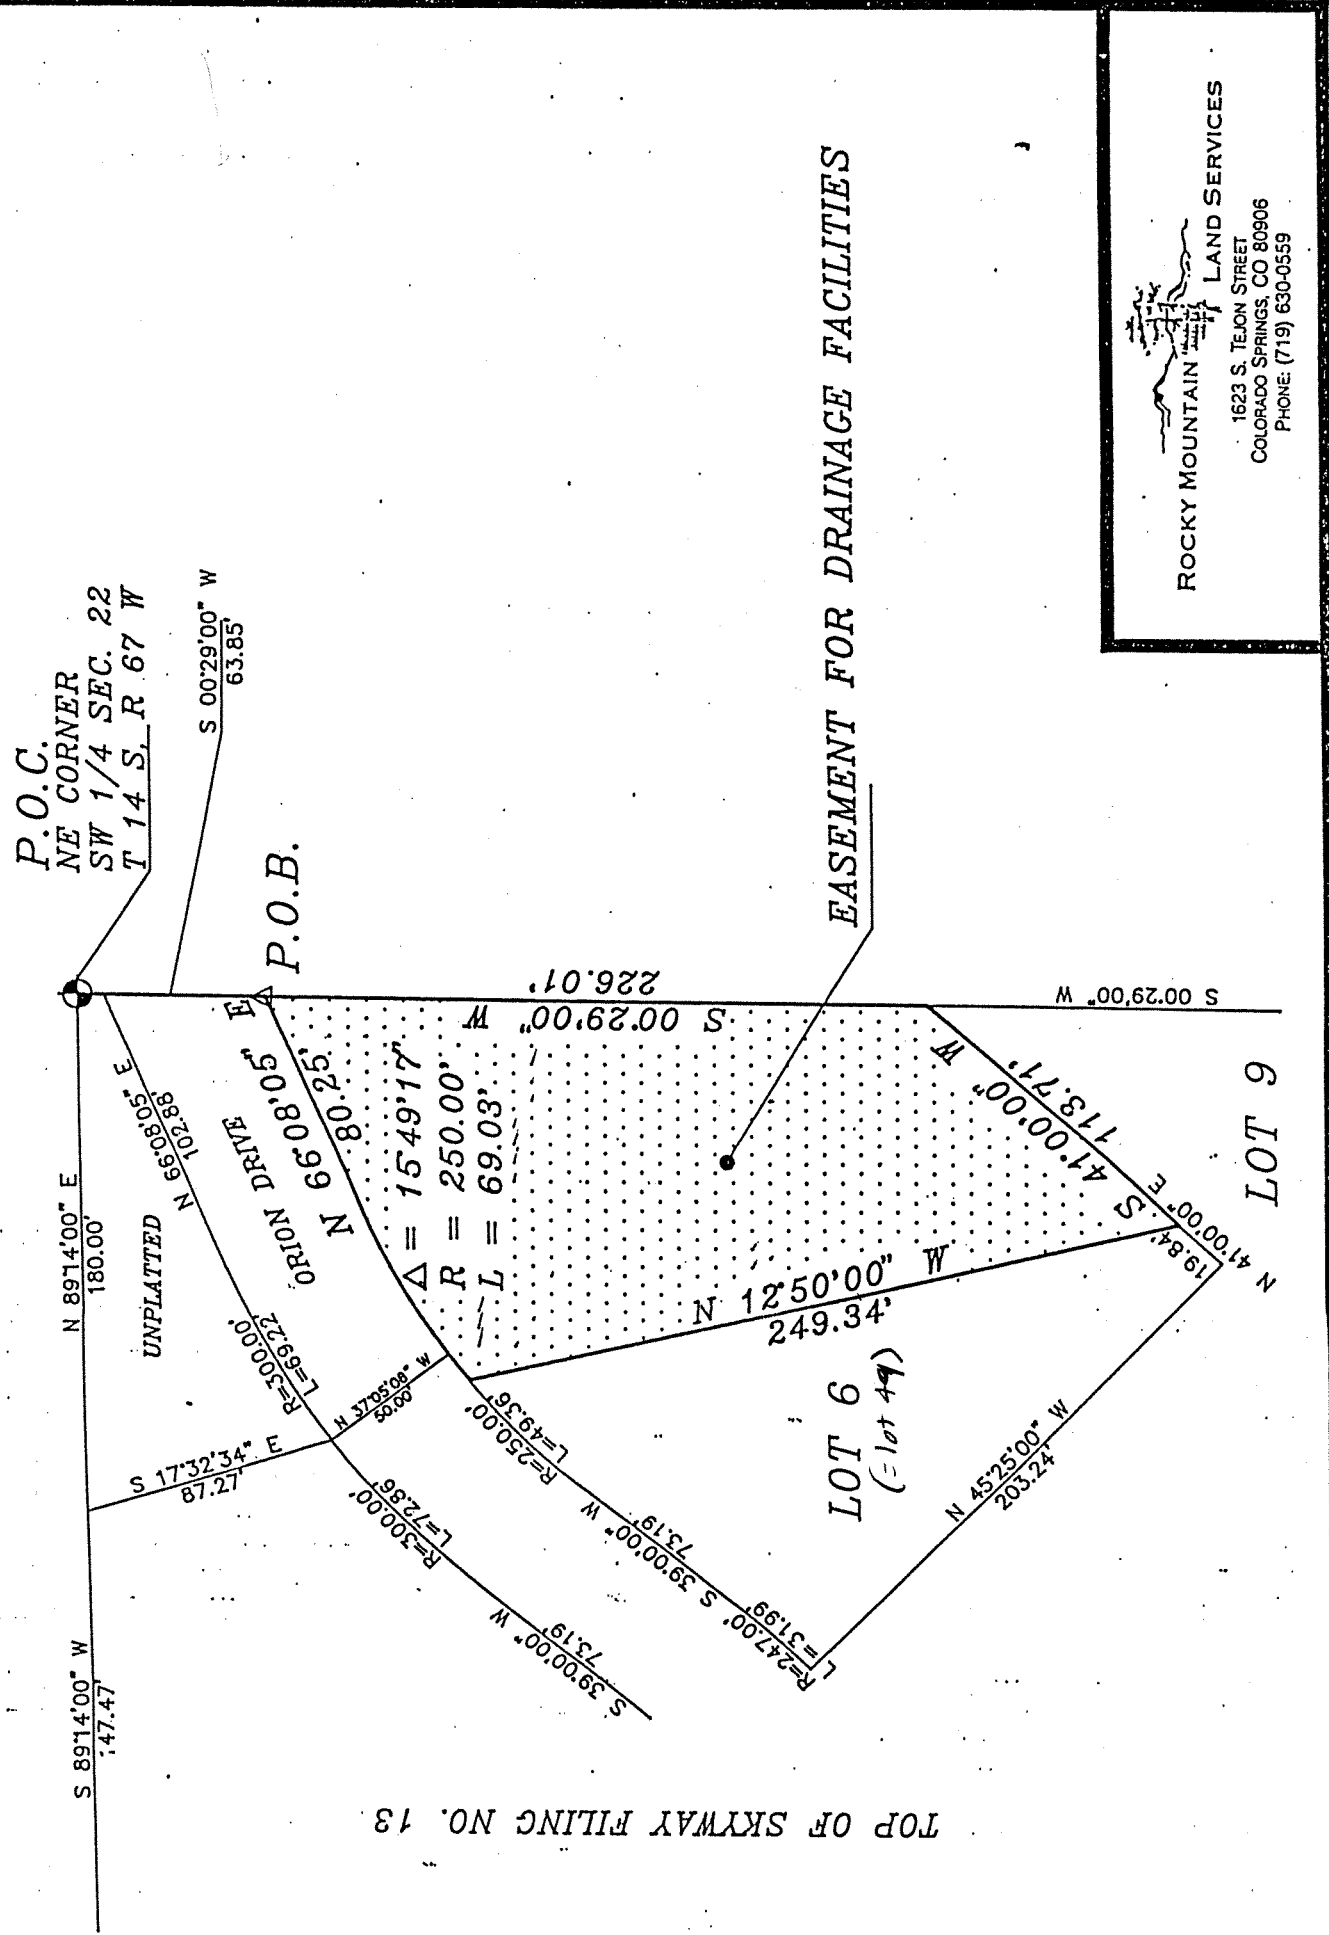 P.O.C.
NE CORNER
SW 1/4 SEC. 22
T 14 S, R 67 W
S 00°29'00" W
63.85'
P.O.B.
N 89°14'00" E
180.00'
S 89°14'00" W
47.47'
UNPLATTED
N 66°08'05" E
102.88'
ORION DRIVE
N 66°08'05" E
80.25'
Δ = 15°49'17"
R = 250.00'
L = 69.03'
R=300.00'
L=69.22'
S 17°32'34" E
87.27'
N 37°05'08" W
50.00'
R=300.00'
L=72.86'
S 39°00'00" W
73.19'
R=250.00'
L=49.36'
S 39°00'00" W
73.19'
R=247.00'
L=31.99'
S 00°29'00" W
226.01'
S 00°29'00" W
N 12°50'00" W
249.34'
S 41°00'00" W
113.71'
19.84'
N 41°00'00" E
N 45°25'00" W
203.24'
LOT 6
(=lot 49)
LOT 9
EASEMENT FOR DRAINAGE FACILITIES
TOP OF SKYWAY FILING NO. 13
ROCKY MOUNTAIN LAND SERVICES
1623 S. TEJON STREET
COLORADO SPRINGS, CO 80906
PHONE: (719) 630-0559